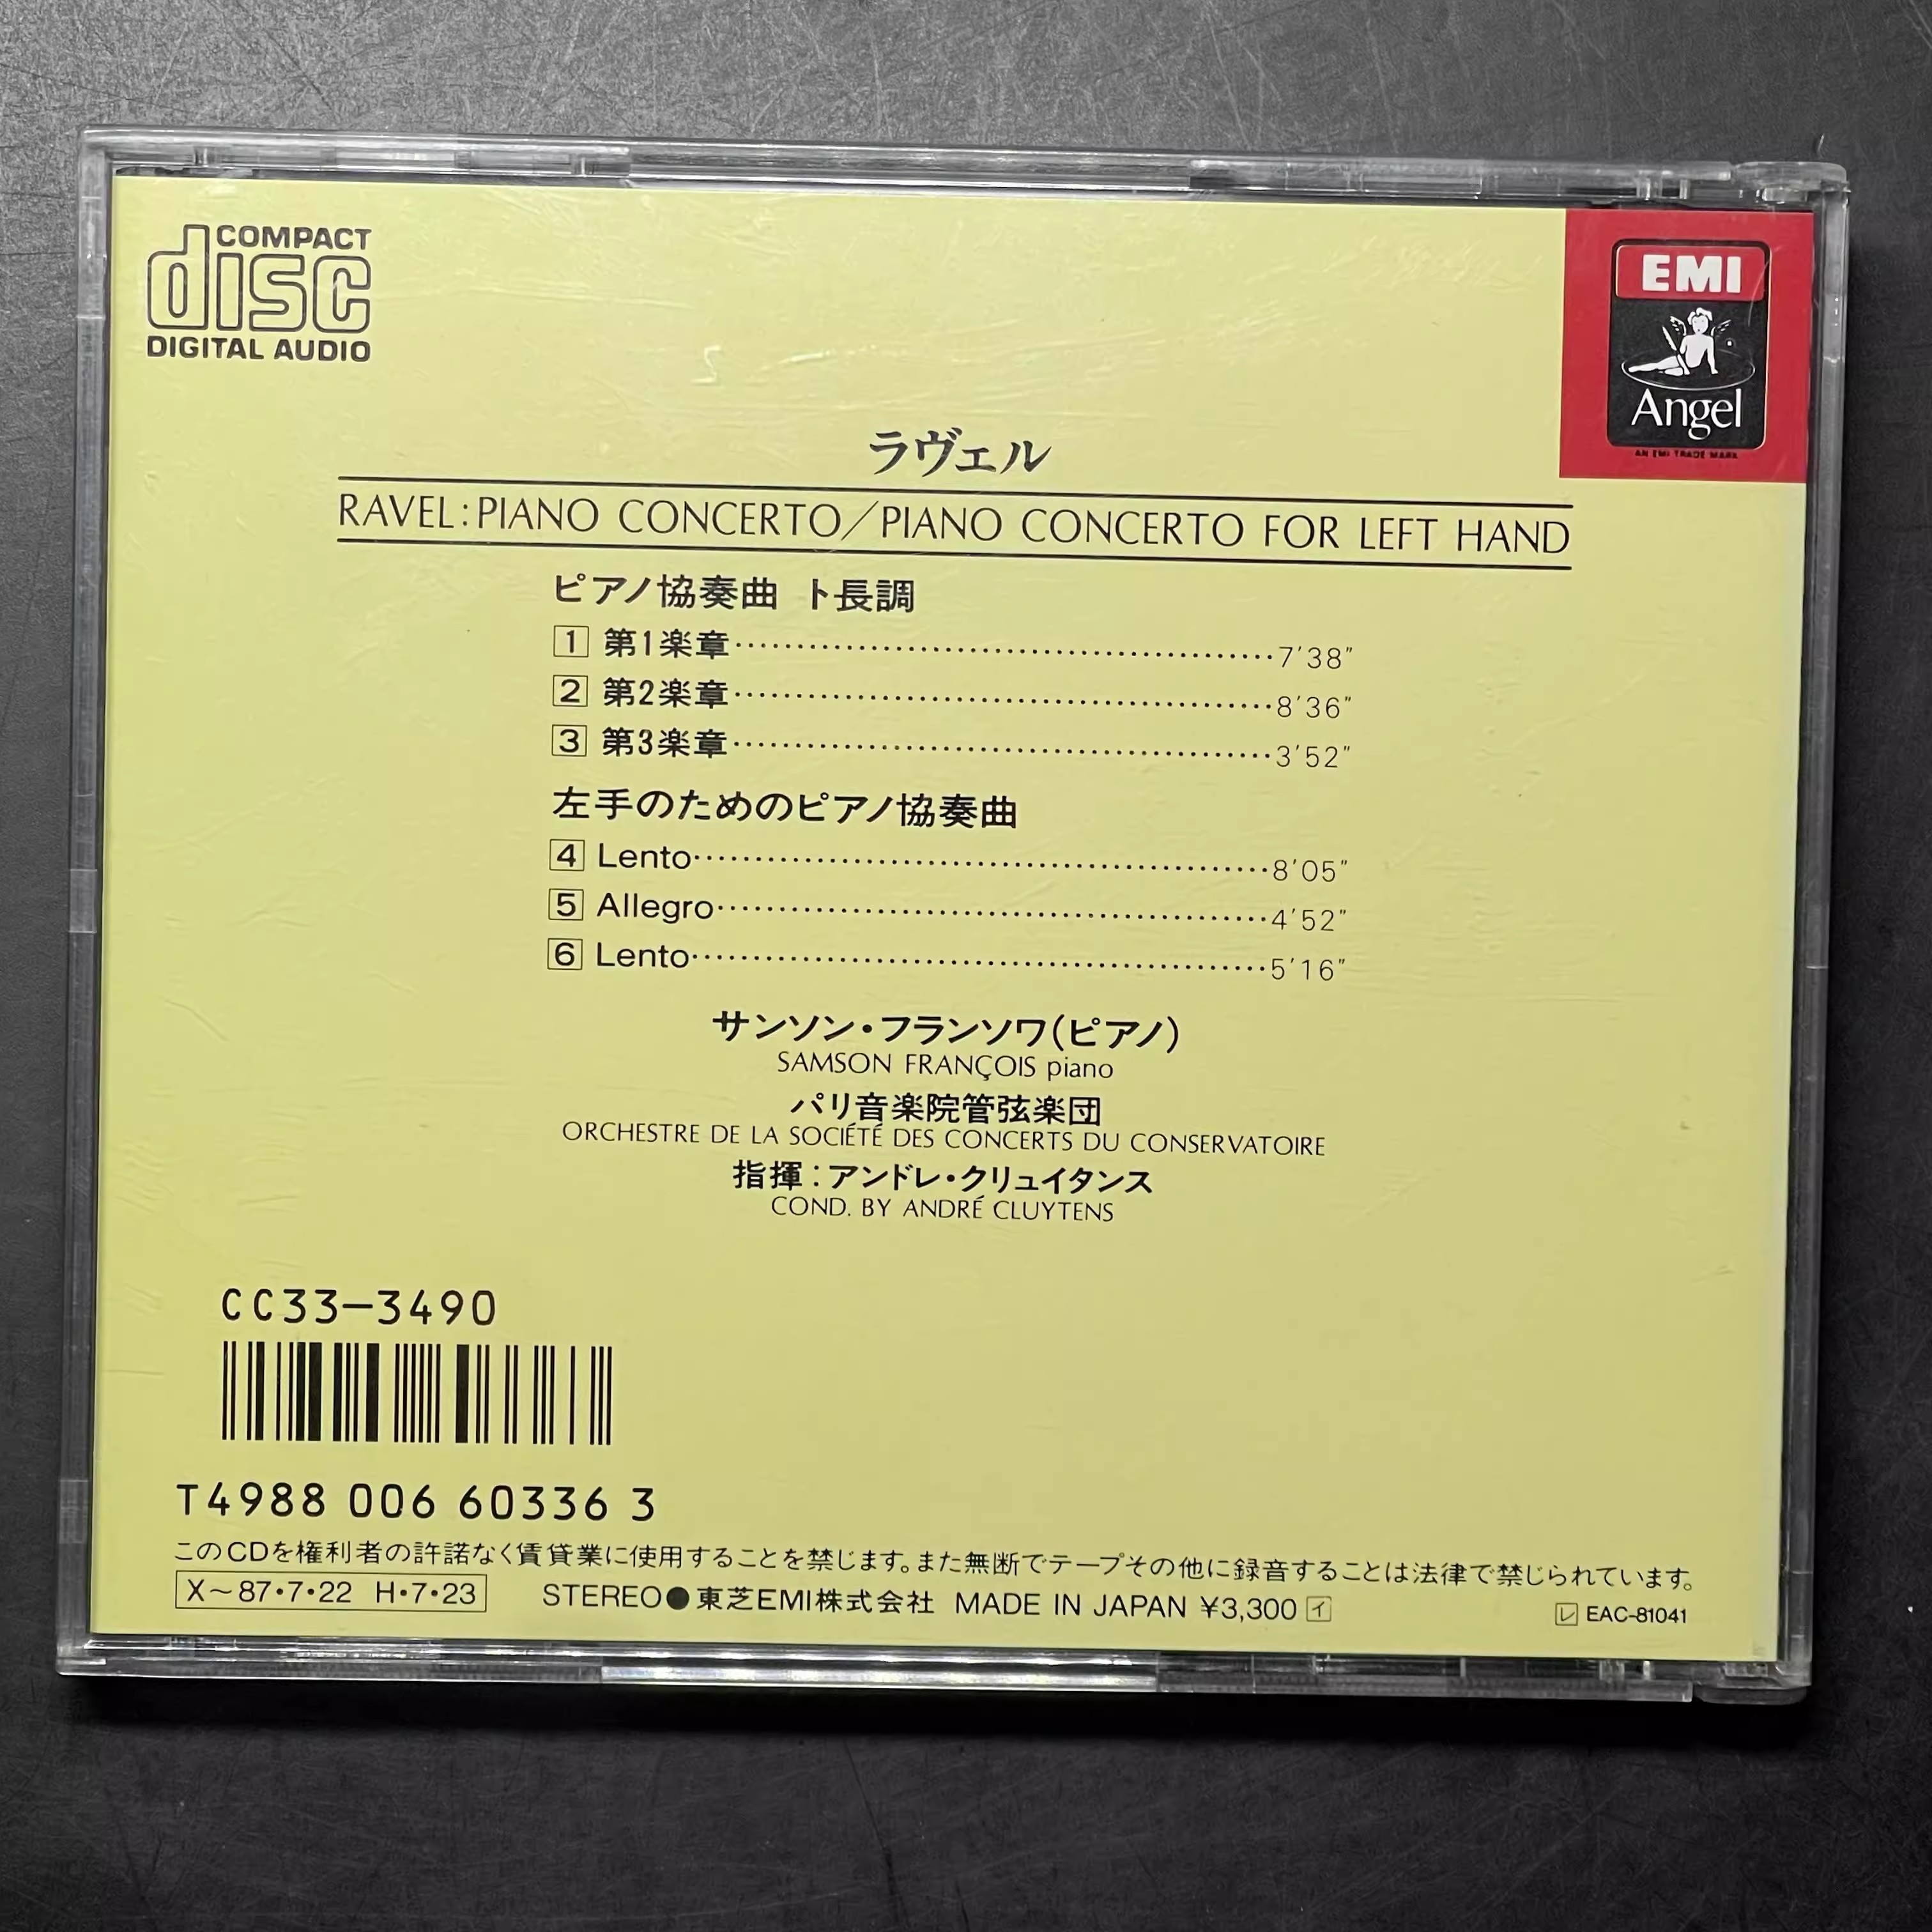 COMPACT
disc
DIGITAL AUDIO
EMI
Angel
AN EMI TRADE MARK
ラヴェル
RAVEL:PIANO CONCERTO/PIANO CONCERTO FOR LEFT HAND
ピアノ協奏曲 ト長調
1 第1楽章 7'38"
2 第2楽章 8'36"
3 第3楽章 3'52"
左手のためのピアノ協奏曲
4 Lento 8'05"
5 Allegro 4'52"
6 Lento 5'16"
サンソン・フランソワ(ピアノ)
SAMSON FRANÇOIS piano
パリ音楽院管弦楽団
ORCHESTRE DE LA SOCIÉTÉ DES CONCERTS DU CONSERVATOIRE
指揮:アンドレ・クリュイタンス
COND. BY ANDRÉ CLUYTENS
CC33-3490
T4988 006 60336 3
このCDを権利者の許諾なく賃貸業に使用することを禁じます。また無断でテープその他に録音することは法律で禁じられています。
X～87・7・22 H・7・23 STEREO●東芝EMI株式会社 MADE IN JAPAN ¥3,300 イ レ EAC-81041